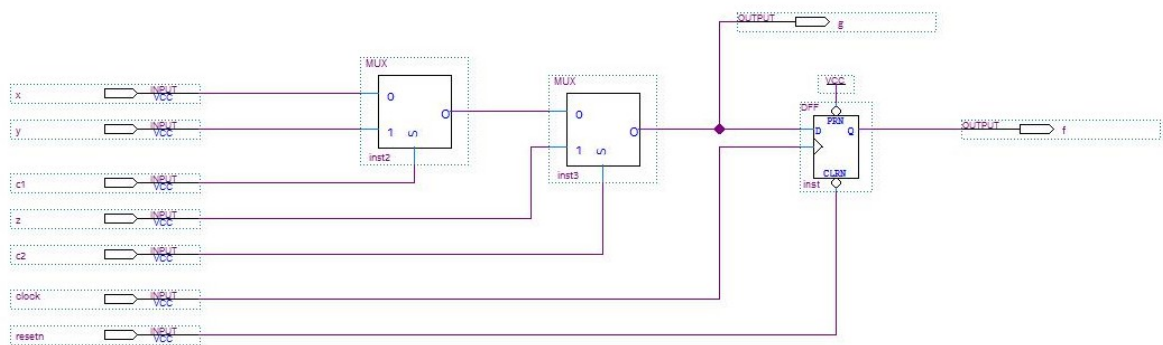 OUTPUT
g
MUX
x
INPUT
VCC
0
O
1
S
inst2
y
INPUT
VCC
MUX
0
O
1
S
inst3
VCC
DFF
PRN
D
Q
CLRN
inst
OUTPUT
f
c1
INPUT
VCC
z
INPUT
VCC
c2
INPUT
VCC
clock
INPUT
VCC
resetn
INPUT
VCC